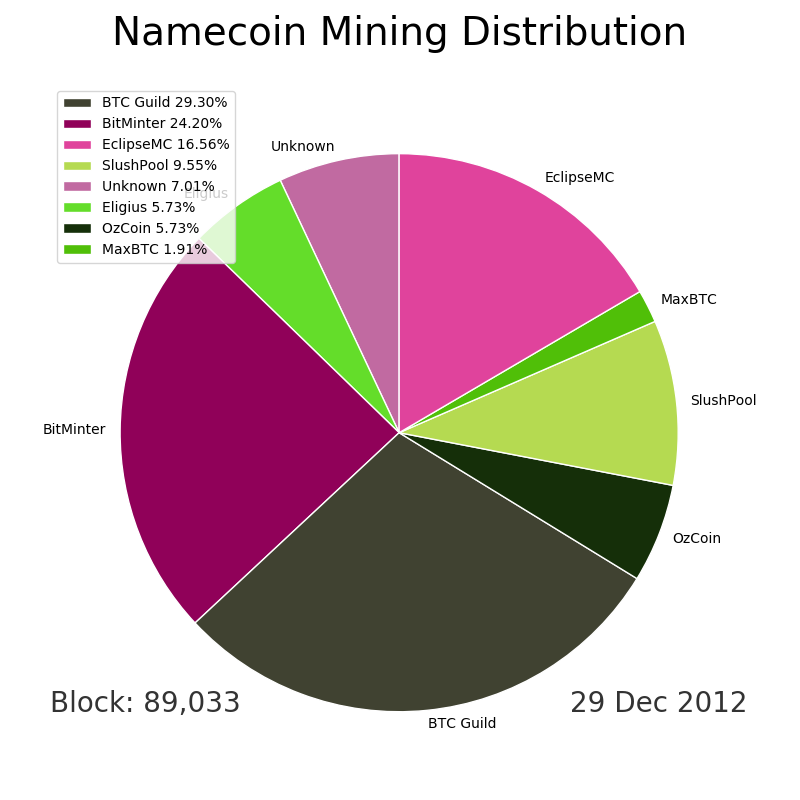 Namecoin Mining Distribution
BTC Guild 29.30%
BitMinter 24.20%
EclipseMC 16.56%
SlushPool 9.55%
Unknown 7.01%
Eligius 5.73%
OzCoin 5.73%
MaxBTC 1.91%
Unknown
EclipseMC
Eligius
MaxBTC
SlushPool
BitMinter
OzCoin
BTC Guild
Block: 89,033
29 Dec 2012